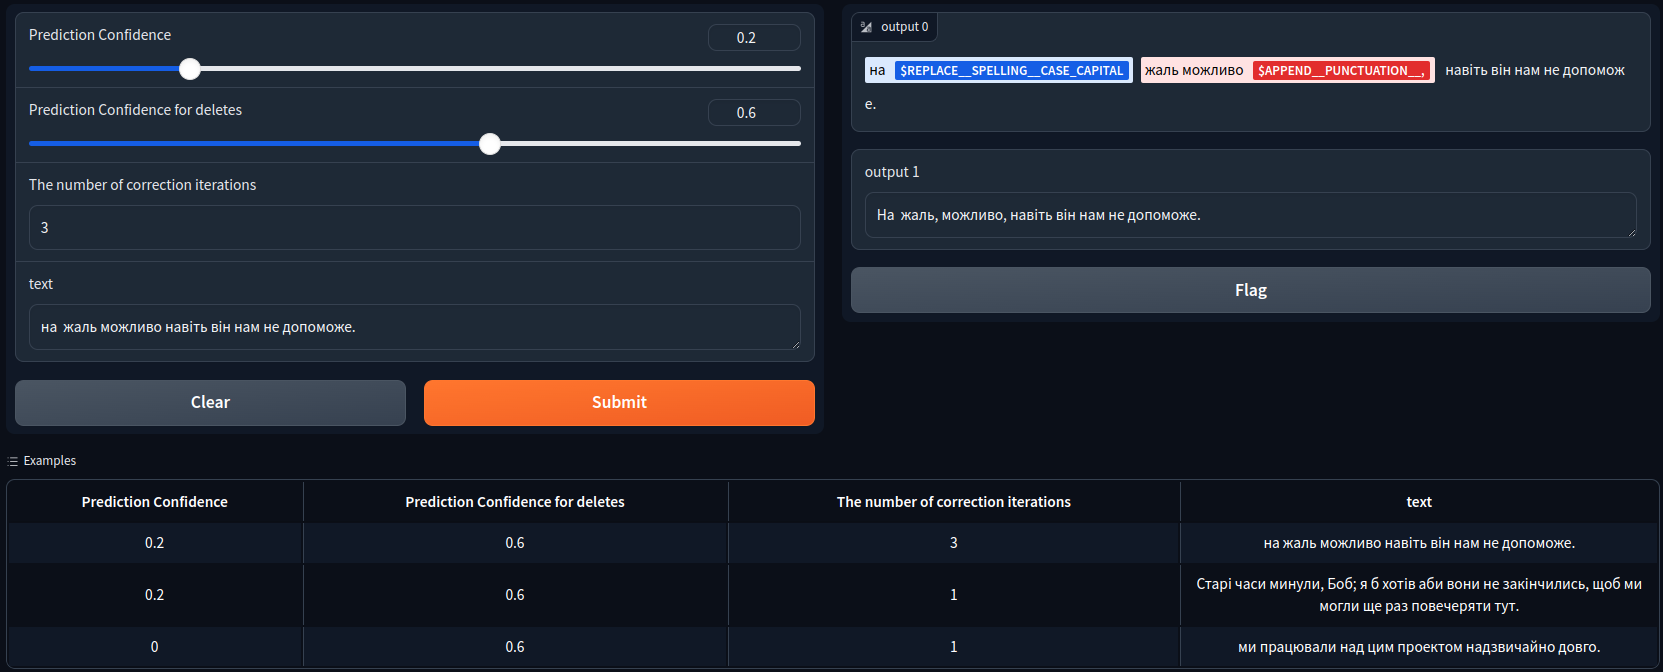 Prediction Confidence
0.2
Prediction Confidence for deletes
0.6
The number of correction iterations
3
text
на  жаль можливо навіть він нам не допоможе.
Clear
Submit
output 0
на $REPLACE__SPELLING__CASE_CAPITAL жаль можливо $APPEND__PUNCTUATION__, навіть він нам не допомож
е.
output 1
На  жаль, можливо, навіть він нам не допоможе.
Flag
Examples
Prediction Confidence Prediction Confidence for deletes The number of correction iterations text
0.2 0.6 3 на жаль можливо навіть він нам не допоможе.
0.2 0.6 1 Старі часи минули, Боб; я б хотів аби вони не закінчились, щоб ми
могли ще раз повечеряти тут.
0 0.6 1 ми працювали над цим проектом надзвичайно довго.